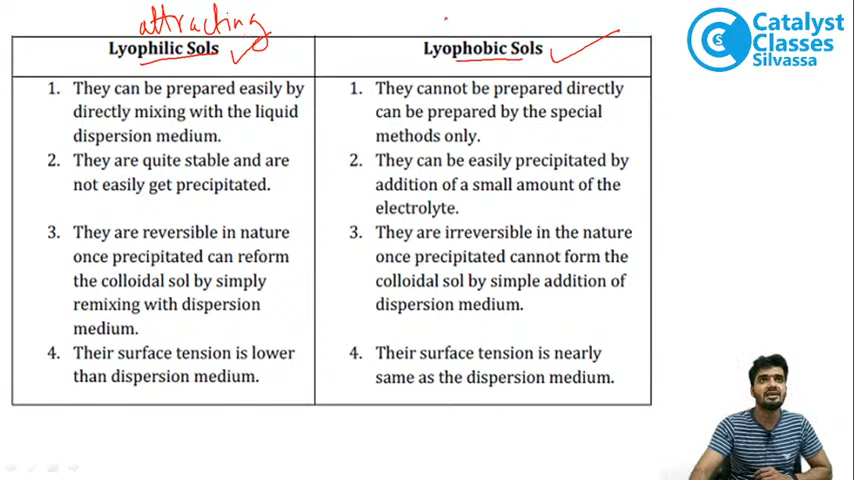 attracting
Lyophilic Sols
Lyophobic Sols
1. They can be prepared easily by
directly mixing with the liquid
dispersion medium.
2. They are quite stable and are
not easily get precipitated.
3. They are reversible in nature
once precipitated can reform
the colloidal sol by simply
remixing with dispersion
medium.
4. Their surface tension is lower
than dispersion medium.
1. They cannot be prepared directly
can be prepared by the special
methods only.
2. They can be easily precipitated by
addition of a small amount of the
electrolyte.
3. They are irreversible in the nature
once precipitated cannot form the
colloidal sol by simple addition of
dispersion medium.
4. Their surface tension is nearly
same as the dispersion medium.
Catalyst
Classes
Silvassa